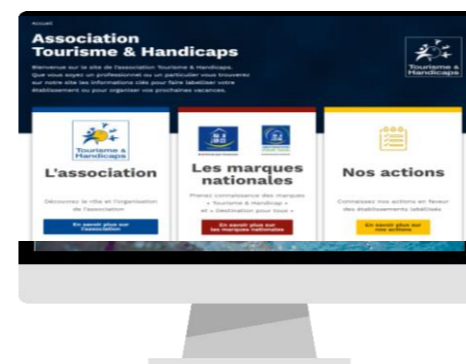 Accueil
Association
Tourisme & Handicaps
Bienvenue sur le site de l'association Tourisme & Handicaps.
Que vous soyez un professionnel ou un particulier vous trouverez
sur notre site les informations clés pour faire labelliser votre
établissement ou pour organiser vos prochaines vacances.
Tourisme &
Handicaps
Tourisme &
Handicaps
L'association
Découvrez le rôle et l'organisation
de l'association
En savoir plus sur
l'association
Les marques
nationales
Prenez connaissance des marques
« Tourisme & Handicap »
et « Destination pour tous »
En savoir plus sur
les marques nationales
Nos actions
Connaissez nos actions en faveur
des établissements labélisés
En savoir plus sur
nos actions